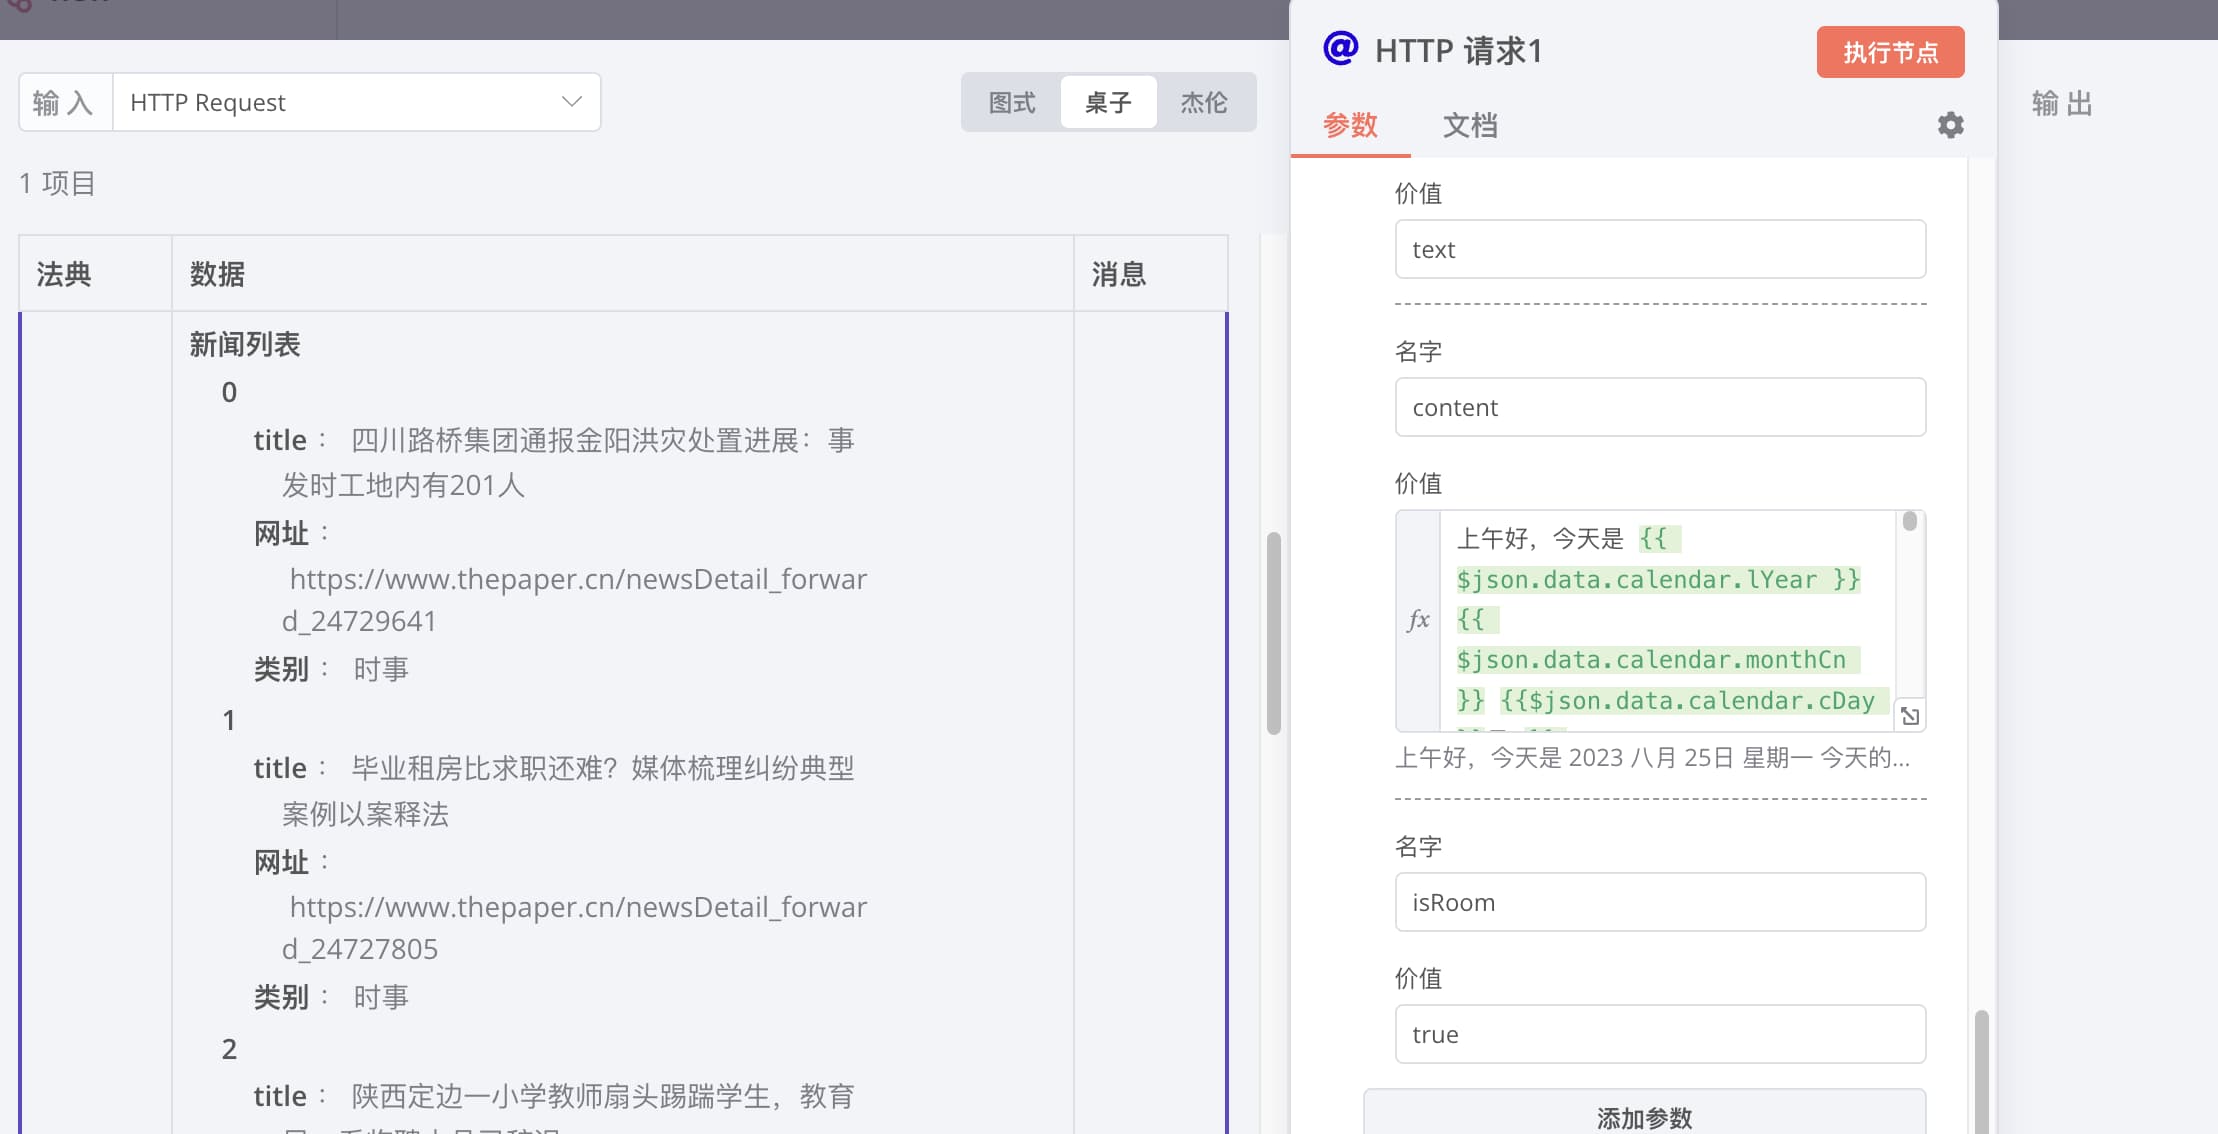 输入
HTTP Request
图式
桌子
杰伦
1 项目
法典
数据
消息
新闻列表
0
title： 四川路桥集团通报金阳洪灾处置进展：事
发时工地内有201人
网址：
https://www.thepaper.cn/newsDetail_forwar
d_24729641
类别： 时事
1
title： 毕业租房比求职还难？媒体梳理纠纷典型
案例以案释法
网址：
https://www.thepaper.cn/newsDetail_forwar
d_24727805
类别： 时事
2
title： 陕西定边一小学教师扇头踢踹学生，教育
HTTP 请求1
执行节点
参数
文档
价值
text
名字
content
价值
fx
上午好，今天是 {{
$json.data.calendar.lYear }}
{{
$json.data.calendar.monthCn
}} {{$json.data.calendar.cDay
上午好，今天是 2023 八月 25日 星期一 今天的...
名字
isRoom
价值
true
添加参数
输出